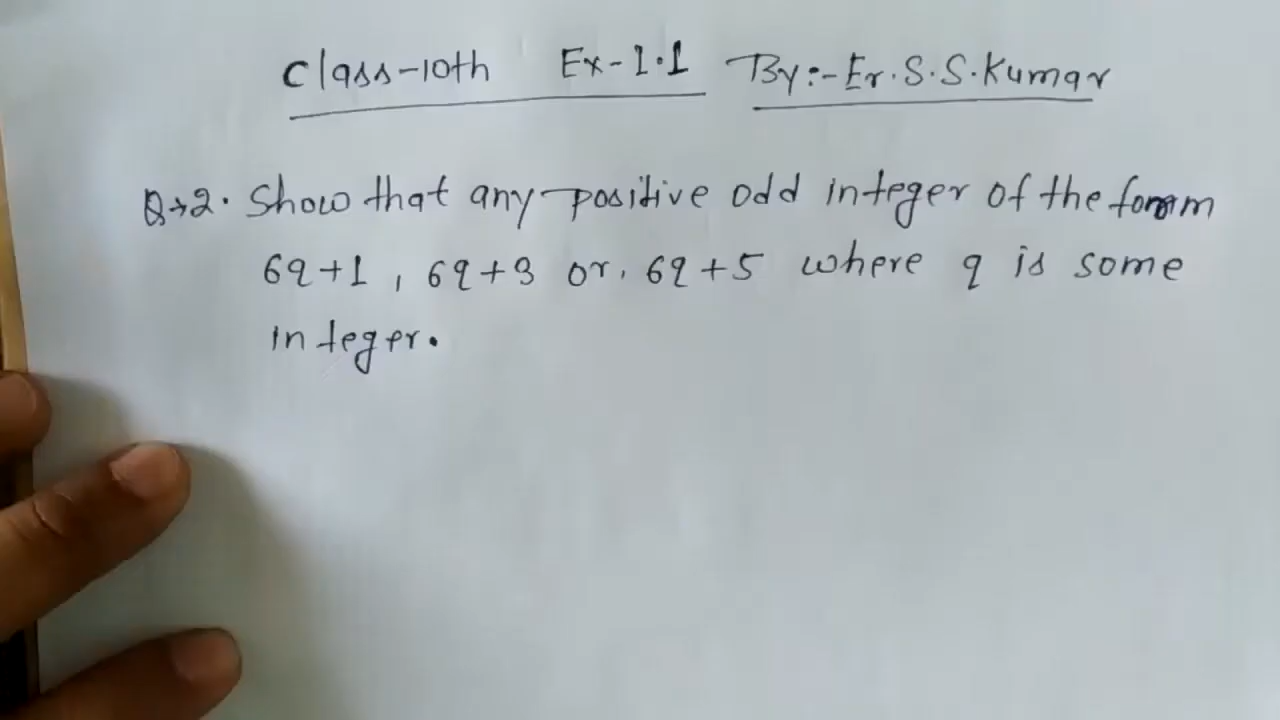 Class-10th Ex-1.1 By:-Er.S.S.Kumar
Q→2. Show that any positive odd integer of the form
6q+1, 6q+3 or, 6q+5 where q is some
integer.